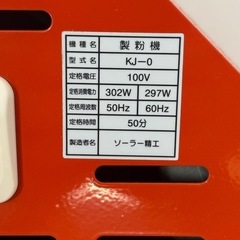 機種名 製粉機
型式名 KJ-0
定格電圧 100V
定格消費電力 302W 297W
定格周波数 50Hz 60Hz
定格時間 50分
製造者名 ソーラー精工